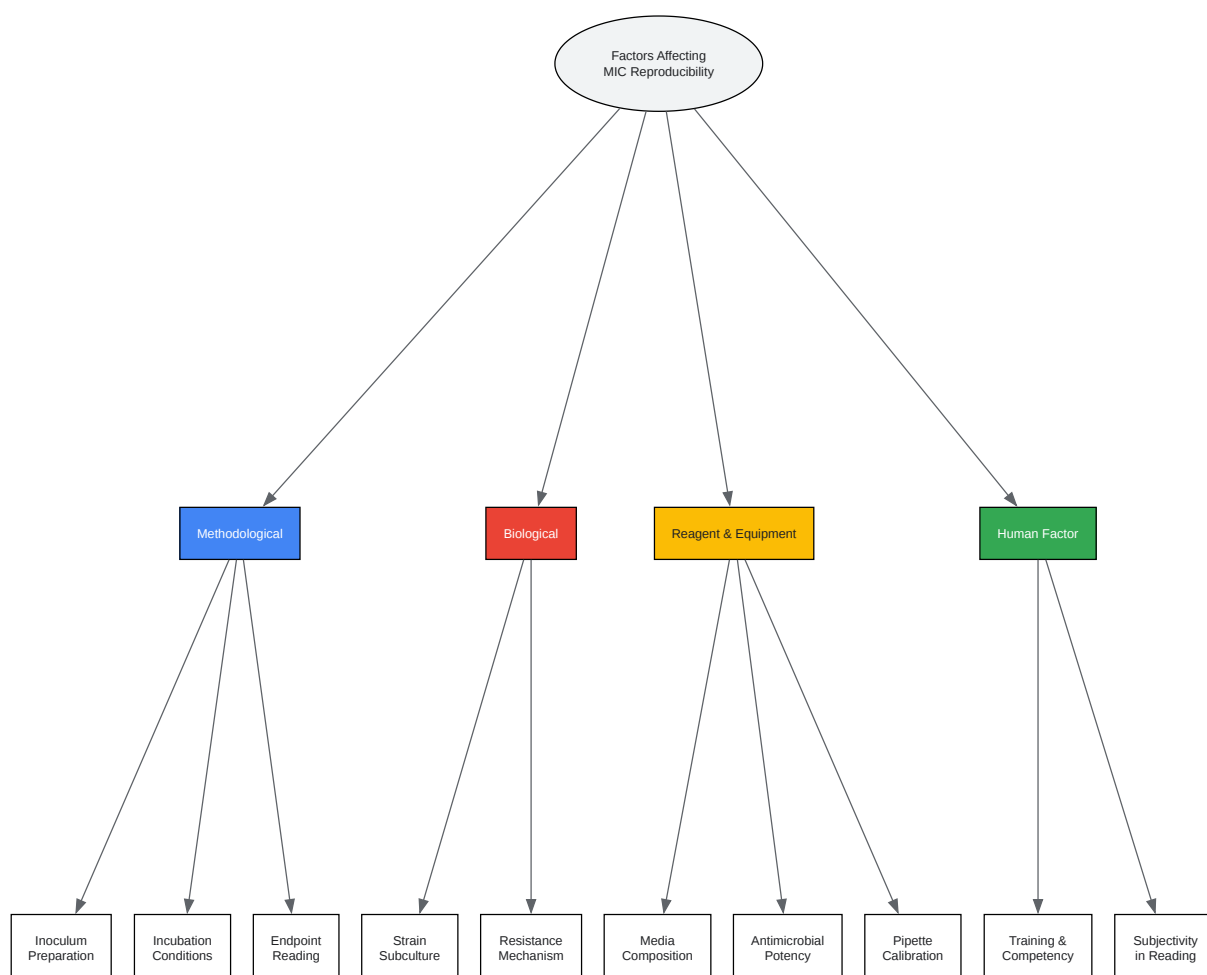 Factors Affecting
MIC Reproducibility
Methodological
Biological
Reagent & Equipment
Human Factor
Inoculum
Preparation
Incubation
Conditions
Endpoint
Reading
Strain
Subculture
Resistance
Mechanism
Media
Composition
Antimicrobial
Potency
Pipette
Calibration
Training &
Competency
Subjectivity
in Reading